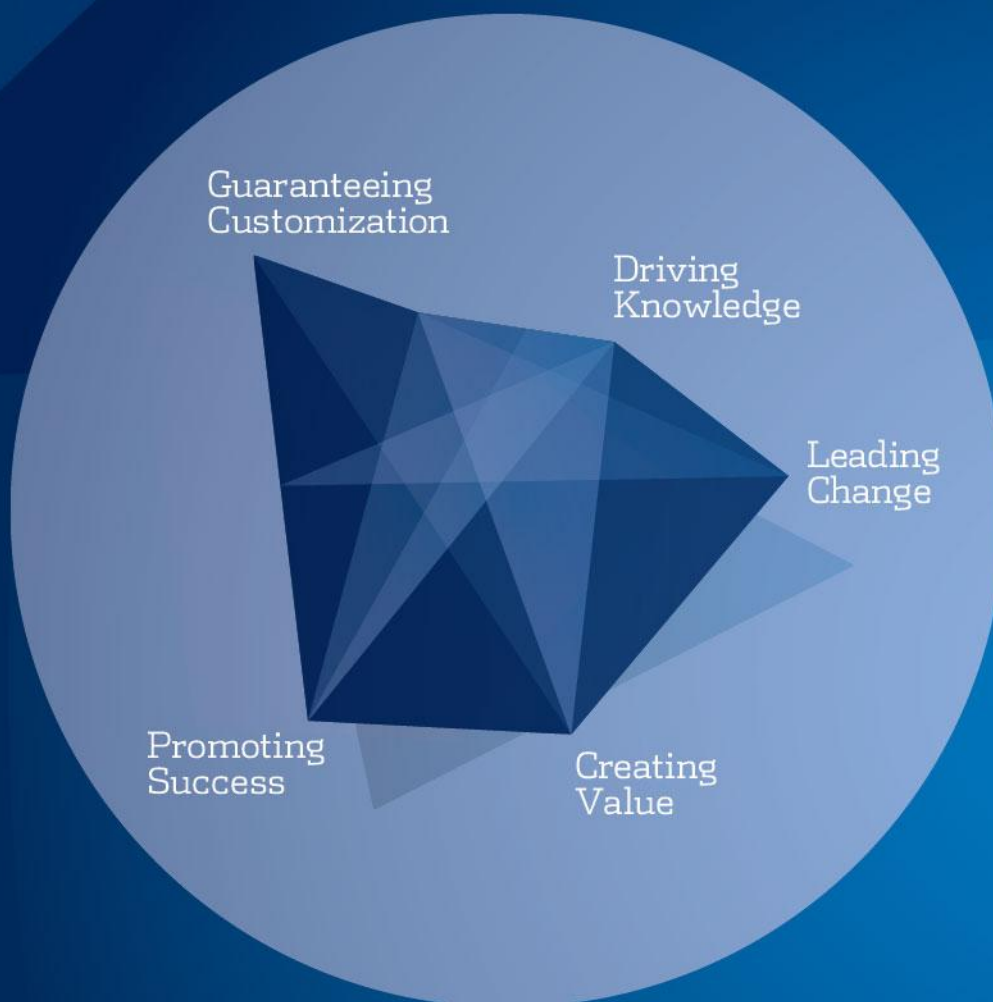 Guaranteeing
Customization
Driving
Knowledge
Leading
Change
Promoting
Success
Creating
Value